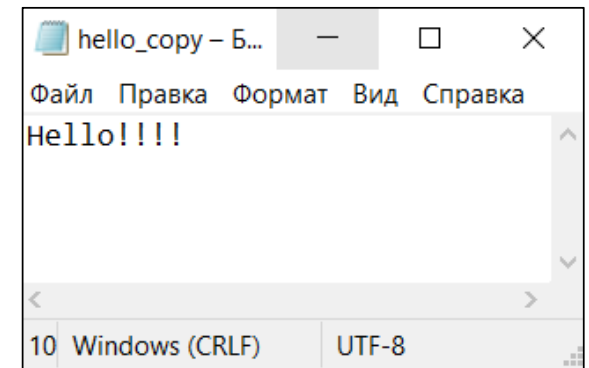 hello_copy – Б...
Файл Правка Формат Вид Справка
Hello!!!!
10 Windows (CRLF) UTF-8